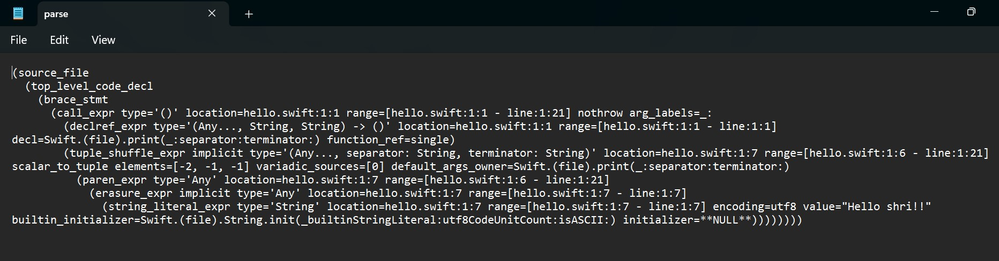 parse
File Edit View
(source_file
  (top_level_code_decl
    (brace_stmt
      (call_expr type='()' location=hello.swift:1:1 range=[hello.swift:1:1 - line:1:21] nothrow arg_labels=_:
        (declref_expr type='(Any..., String, String) -> ()' location=hello.swift:1:1 range=[hello.swift:1:1 - line:1:1]
decl=Swift.(file).print(_:separator:terminator:) function_ref=single)
        (tuple_shuffle_expr implicit type='(Any..., separator: String, terminator: String)' location=hello.swift:1:7 range=[hello.swift:1:6 - line:1:21]
scalar_to_tuple elements=[-2, -1, -1] variadic_sources=[0] default_args_owner=Swift.(file).print(_:separator:terminator:)
          (paren_expr type='Any' location=hello.swift:1:7 range=[hello.swift:1:6 - line:1:21]
            (erasure_expr implicit type='Any' location=hello.swift:1:7 range=[hello.swift:1:7 - line:1:7]
              (string_literal_expr type='String' location=hello.swift:1:7 range=[hello.swift:1:7 - line:1:7] encoding=utf8 value="Hello shri!!"
builtin_initializer=Swift.(file).String.init(_builtinStringLiteral:utf8CodeUnitCount:isASCII:) initializer=**NULL**))))))))